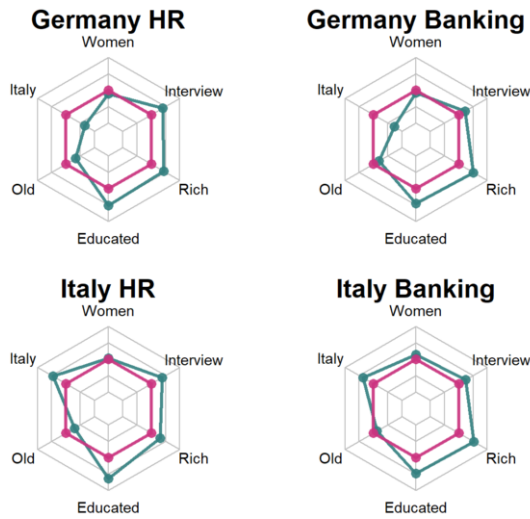 Germany HR
Women
Italy
Interview
Old
Rich
Educated
Germany Banking
Women
Italy
Interview
Old
Rich
Educated
Italy HR
Women
Italy
Interview
Old
Rich
Educated
Italy Banking
Women
Italy
Interview
Old
Rich
Educated